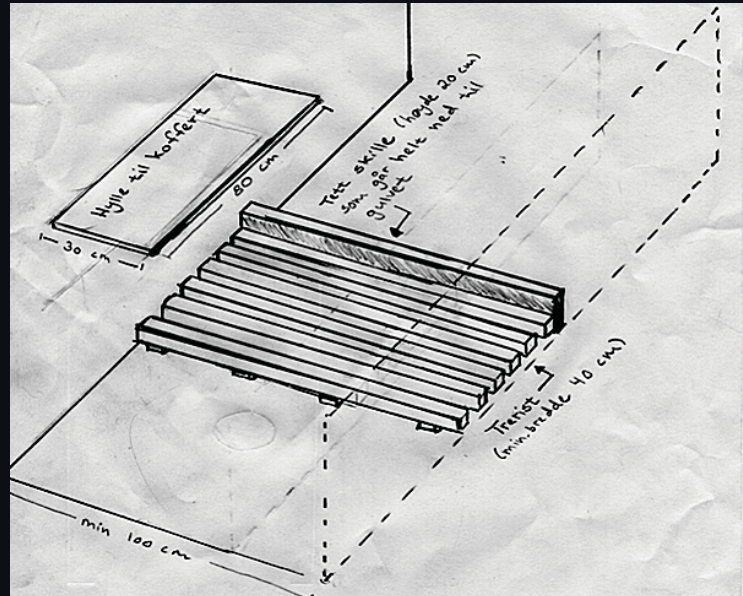 Hylle til koffert
80 cm
30 cm
Tett skille (høyde 20 cm)
som går helt ned til
gulvet
Trerist
(min.bredde 40 cm)
min 100 cm